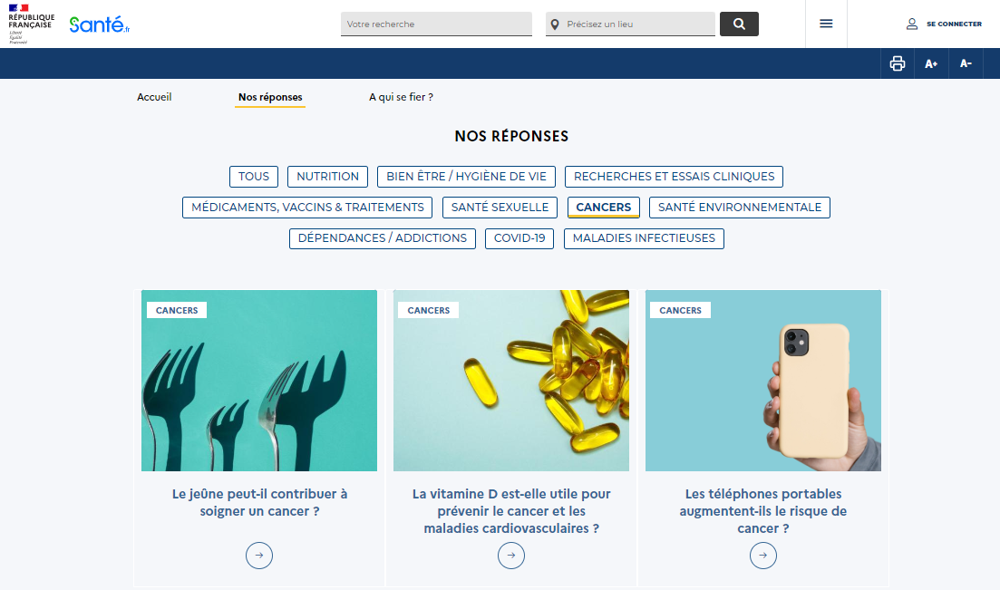 RÉPUBLIQUE
FRANÇAISE
Liberté
Égalité
Fraternité
Santé.fr
Votre recherche
Précisez un lieu
SE CONNECTER
A+
A-
Accueil
Nos réponses
A qui se fier ?
NOS RÉPONSES
TOUS
NUTRITION
BIEN ÊTRE / HYGIÈNE DE VIE
RECHERCHES ET ESSAIS CLINIQUES
MÉDICAMENTS, VACCINS & TRAITEMENTS
SANTÉ SEXUELLE
CANCERS
SANTÉ ENVIRONNEMENTALE
DÉPENDANCES / ADDICTIONS
COVID-19
MALADIES INFECTIEUSES
CANCERS
Le jeûne peut-il contribuer à
soigner un cancer ?
CANCERS
La vitamine D est-elle utile pour
prévenir le cancer et les
maladies cardiovasculaires ?
CANCERS
Les téléphones portables
augmentent-ils le risque de
cancer ?